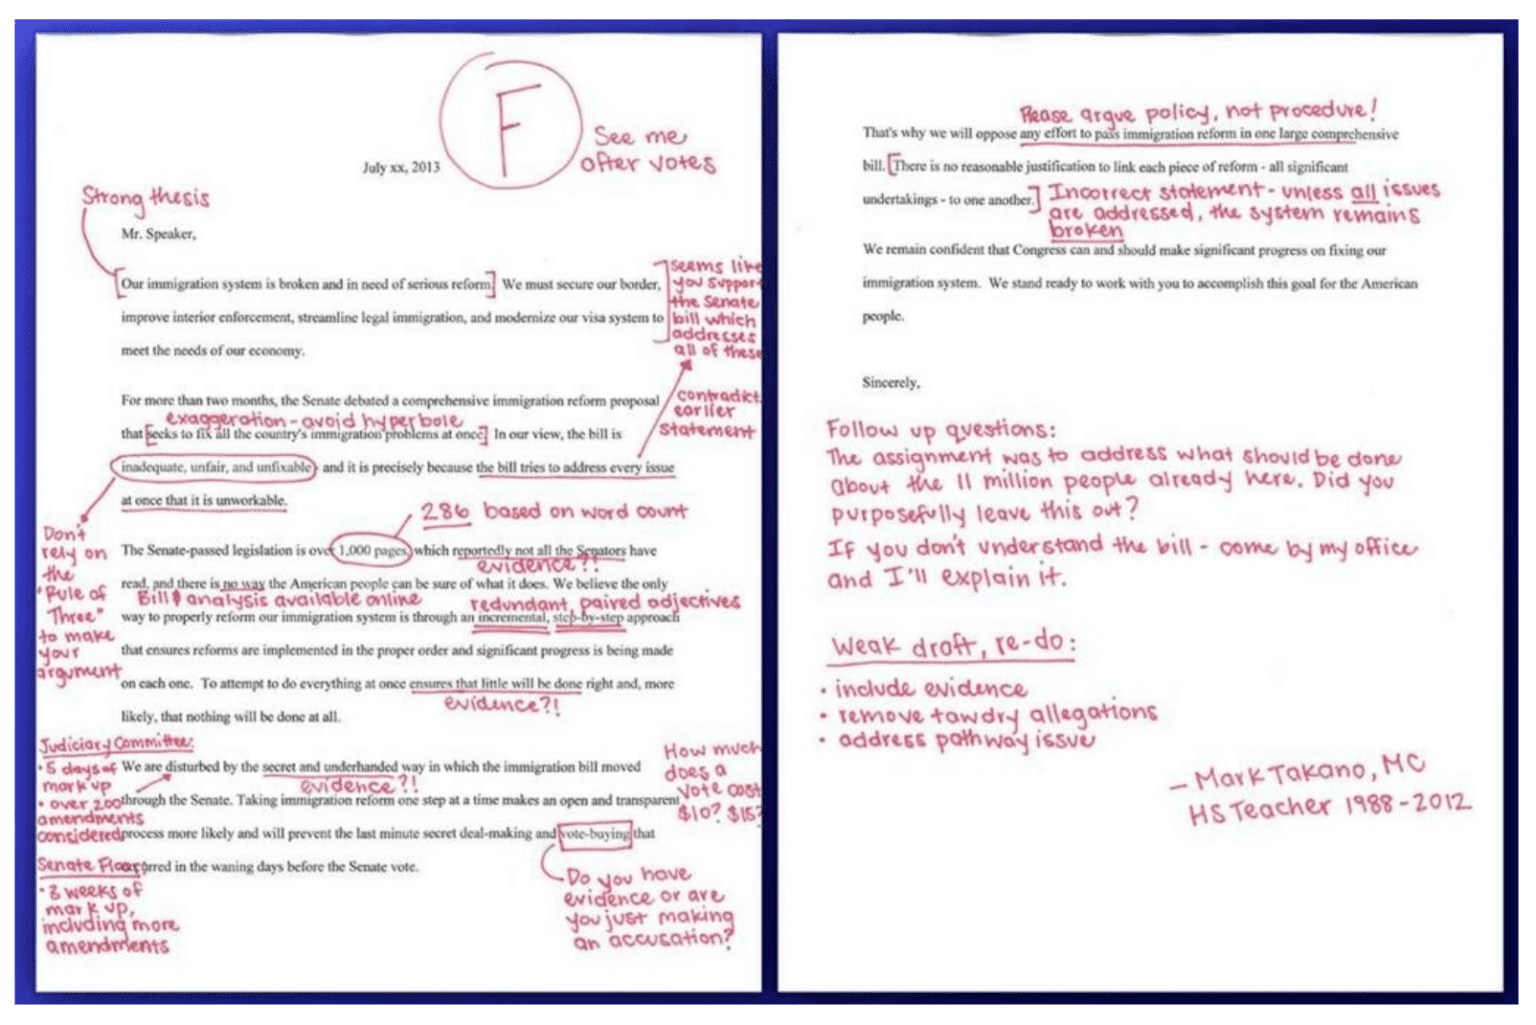 F
See me
after votes
July xx, 2013
Strong thesis
Mr. Speaker,
Our immigration system is broken and in need of serious reform. We must secure our border,
improve interior enforcement, streamline legal immigration, and modernize our visa system to
meet the needs of our economy.
seems like
you support
the Senate
bill which
addresses
all of these
For more than two months, the Senate debated a comprehensive immigration reform proposal
exaggeration - avoid hyperbole
that seeks to fix all the country's immigration problems at once. In our view, the bill is
inadequate, unfair, and unfixable and it is precisely because the bill tries to address every issue
at once that it is unworkable.
contradict
earlier
statement
286 based on word count
Don't
rely on
the
"Rule of
Three"
to make
your
argument
The Senate-passed legislation is over 1,000 pages, which reportedly not all the Senators have
evidence?!
read, and there is no way the American people can be sure of what it does. We believe the only
Bill & analysis available online
redundant, paired adjectives
way to properly reform our immigration system is through an incremental, step-by-step approach
that ensures reforms are implemented in the proper order and significant progress is being made
on each one. To attempt to do everything at once ensures that little will be done right and, more
evidence?!
likely, that nothing will be done at all.
Judiciary Committee:
• 5 days of
mark up
• over 200
amendments
considered
Senate Floor:
• 3 weeks of
mark up,
including more
amendments
We are disturbed by the secret and underhanded way in which the immigration bill moved
evidence?!
through the Senate. Taking immigration reform one step at a time makes an open and transparent
process more likely and will prevent the last minute secret deal-making and vote-buying that
orred in the waning days before the Senate vote.
How much
does a
vote cost
$10? $15?
Do you have
evidence or are
you just making
an accusation?
Please argue policy, not procedure!
That's why we will oppose any effort to pass immigration reform in one large comprehensive
bill. There is no reasonable justification to link each piece of reform - all significant
undertakings - to one another.
Incorrect statement - unless all issues
are addressed, the system remains
broken
We remain confident that Congress can and should make significant progress on fixing our
immigration system. We stand ready to work with you to accomplish this goal for the American
people.
Sincerely,
Follow up questions:
The assignment was to address what should be done
about the 11 million people already here. Did you
purposefully leave this out?
If you don't understand the bill - come by my office
and I'll explain it.
Weak draft, re-do:
• include evidence
• remove tawdry allegations
• address pathway issue
- Mark Takano, MC
HS Teacher 1988-2012